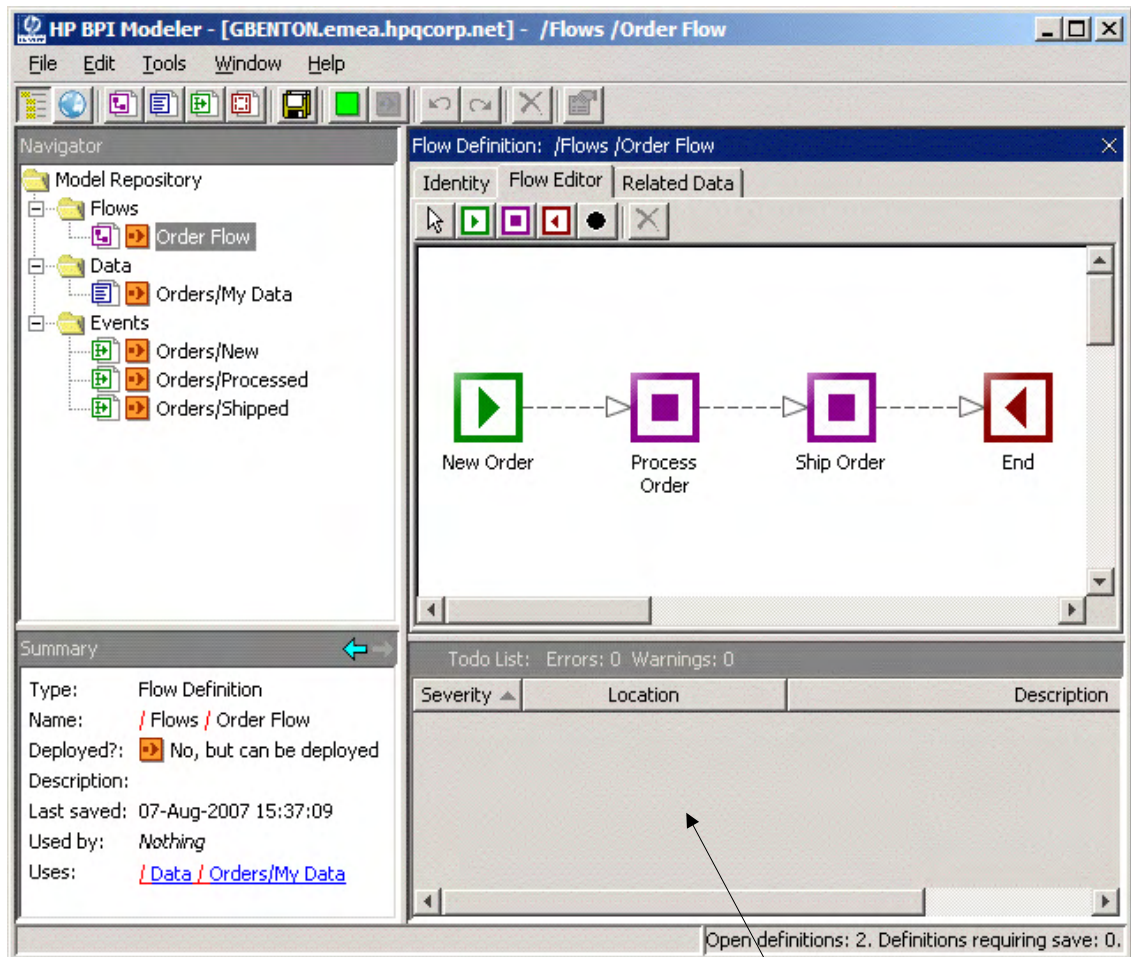 HP BPI Modeler - [GBENTON.emea.hpqcorp.net] - /Flows /Order Flow
File Edit Tools Window Help
Navigator
Model Repository
Flows
Order Flow
Data
Orders/My Data
Events
Orders/New
Orders/Processed
Orders/Shipped
Flow Definition: /Flows /Order Flow
Identity Flow Editor Related Data
New Order
Process
Order
Ship Order
End
Summary
Type: Flow Definition
Name: / Flows / Order Flow
Deployed?: No, but can be deployed
Description:
Last saved: 07-Aug-2007 15:37:09
Used by: Nothing
Uses: / Data / Orders/My Data
Todo List: Errors: 0 Warnings: 0
Severity Location Description
Open definitions: 2. Definitions requiring save: 0.